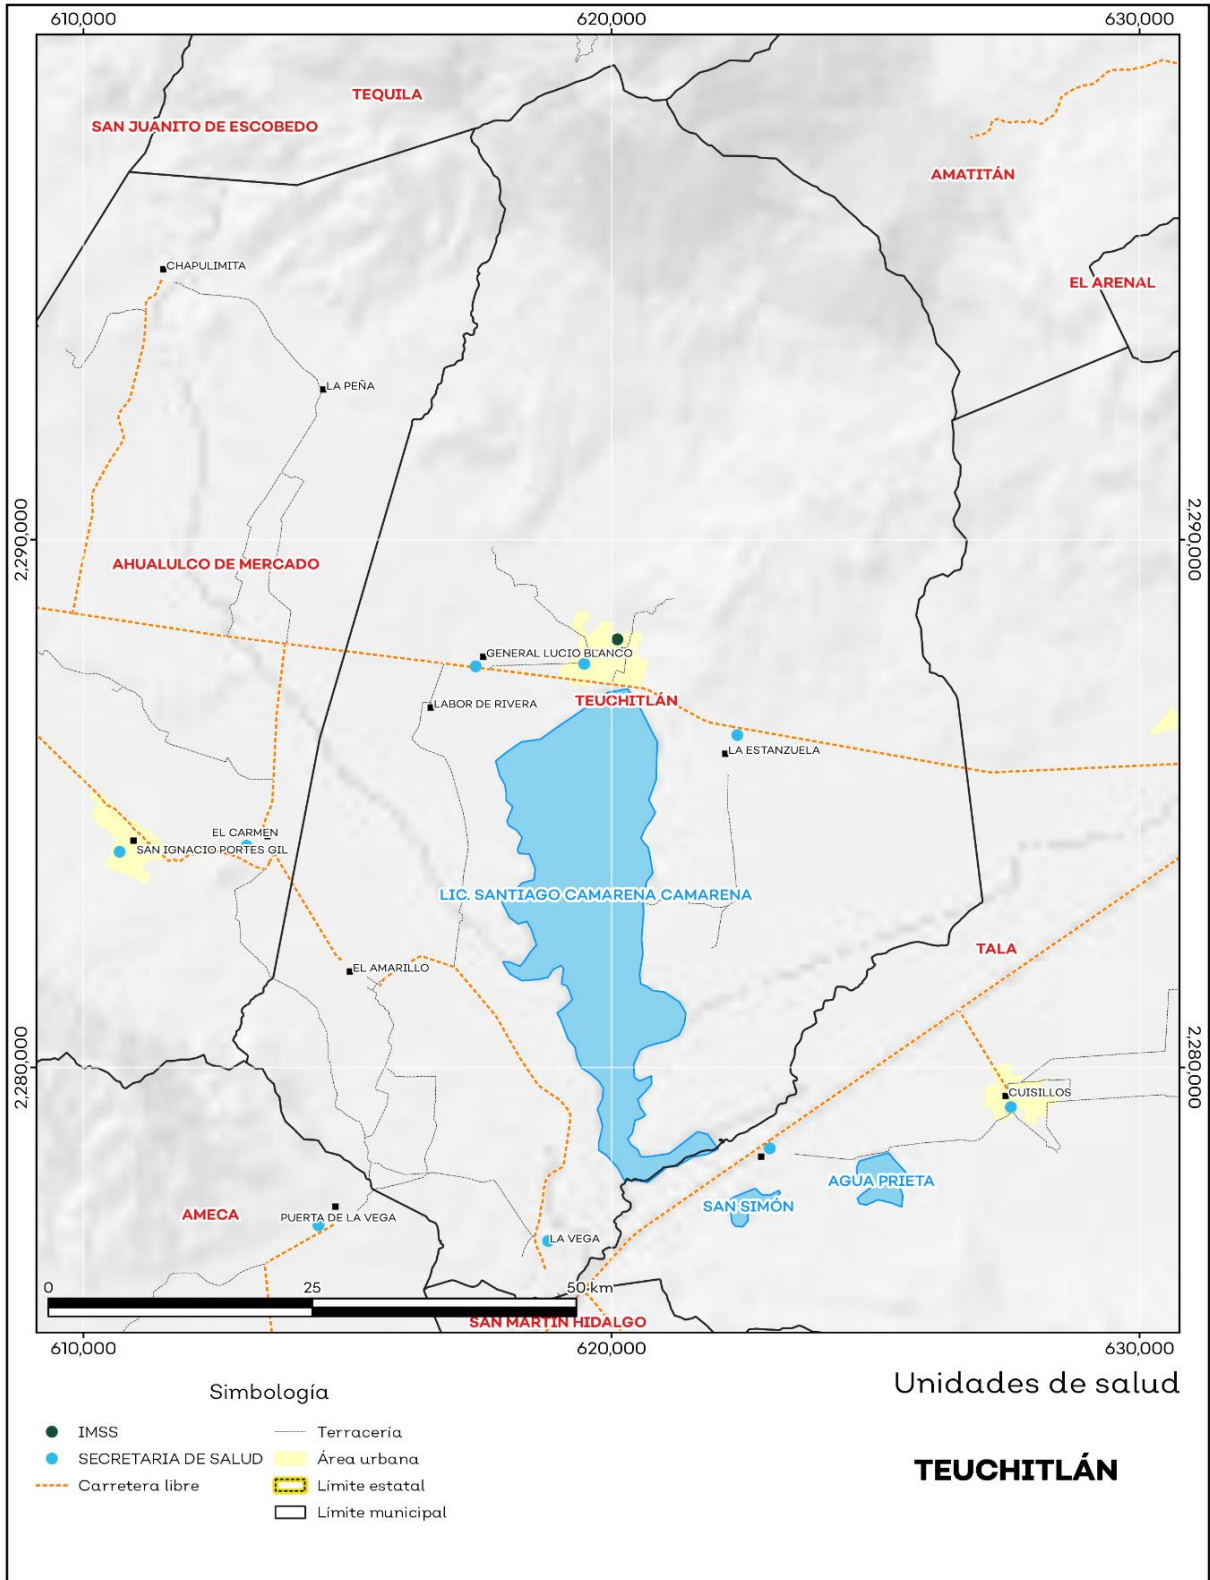 610,000
620,000
630,000
TEQUILA
SAN JUANITO DE ESCOBEDO
AMATITÁN
CHAPULIMITA
EL ARENAL
LA PEÑA
2,290,000
2,290,000
AHUALULCO DE MERCADO
GENERAL LUCIO BLANCO
TEUCHITLÁN
LABOR DE RIVERA
LA ESTANZUELA
EL CARMEN
SAN IGNACIO PORTES GIL
LIC. SANTIAGO CAMARENA CAMARENA
TALA
EL AMARILLO
2,280,000
2,280,000
CUISILLOS
AGUA PRIETA
SAN SIMÓN
AMECA
PUERTA DE LA VEGA
LA VEGA
0
25
50 km
SAN MARTÍN HIDALGO
610,000
620,000
630,000
Unidades de salud
TEUCHITLÁN
Simbología
IMSS
SECRETARIA DE SALUD
Carretera libre
Terracería
Área urbana
Límite estatal
Límite municipal